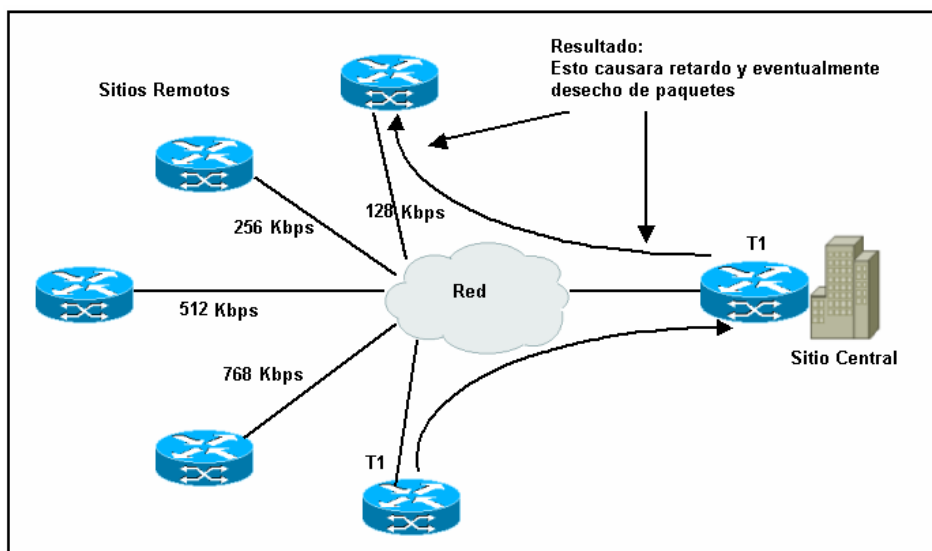 Resultado:
Esto causara retardo y eventualmente
desecho de paquetes
Sitios Remotos
256 Kbps
128 Kbps
T1
512 Kbps
Red
Sitio Central
768 Kbps
T1